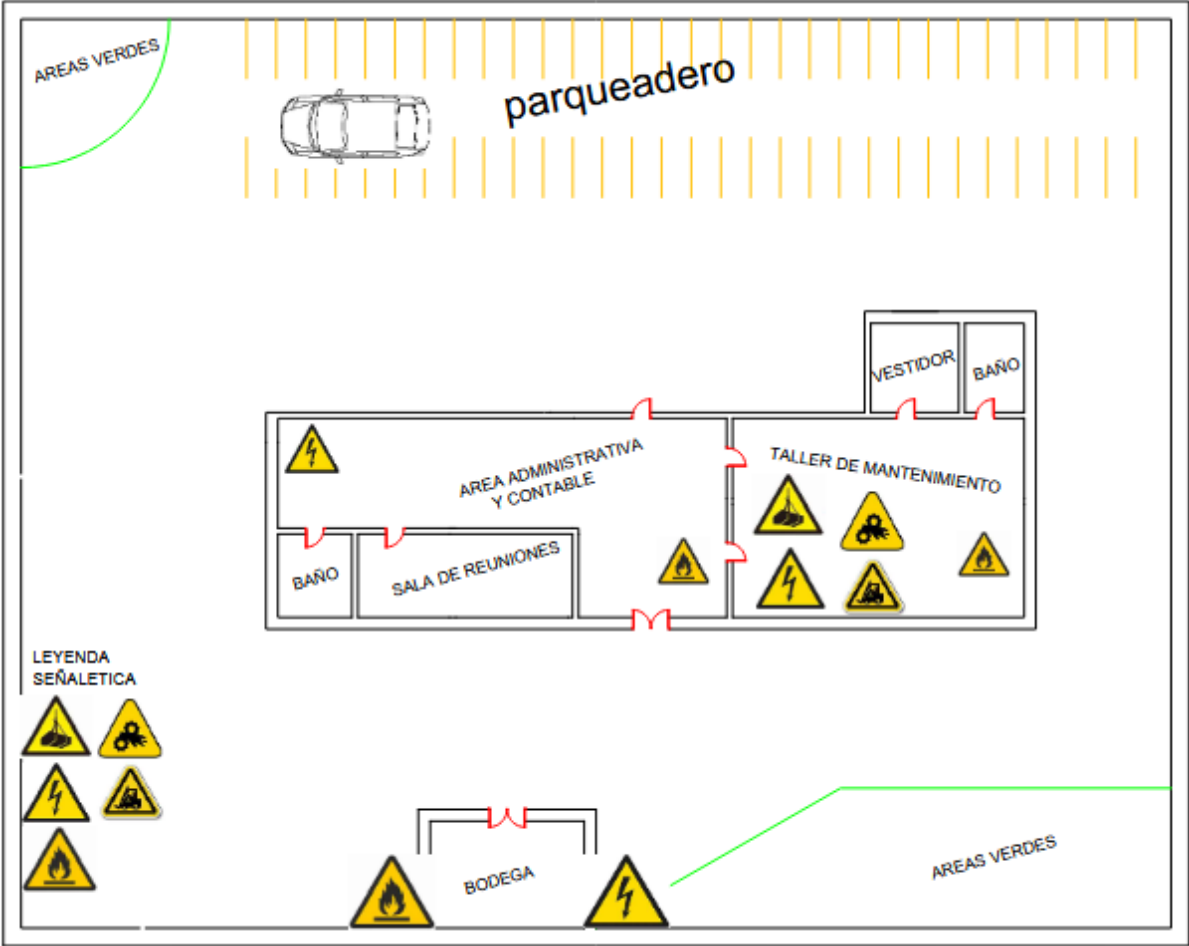 AREAS VERDES
parqueadero
VESTIDOR
BAÑO
AREA ADMINISTRATIVA
Y CONTABLE
TALLER DE MANTENIMIENTO
BAÑO
SALA DE REUNIONES
LEYENDA
SEÑALETICA
BODEGA
AREAS VERDES